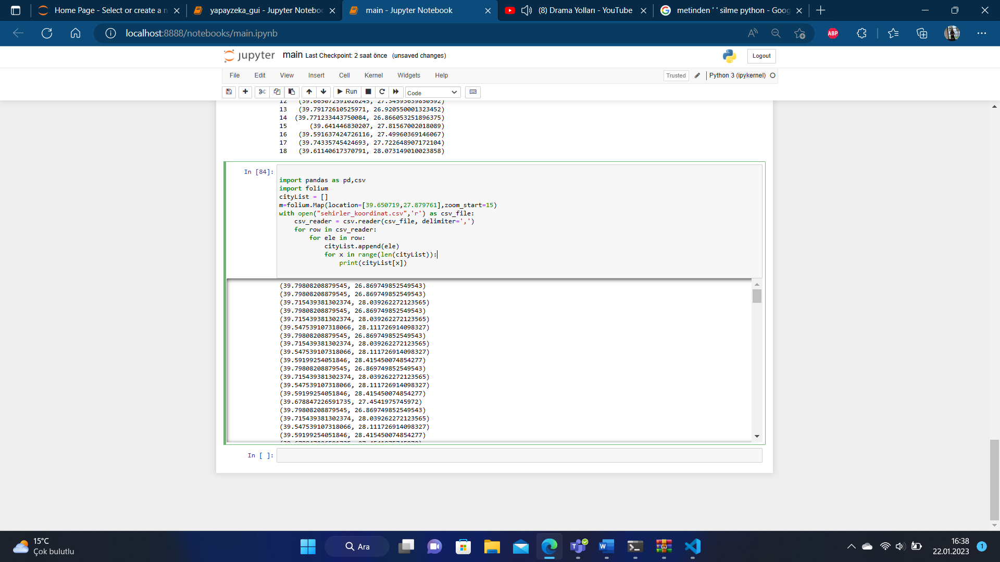 Home Page - Select or create a n
yapayzeka_gui - Jupyter Noteboo
main - Jupyter Notebook
(8) Drama Yolları - YouTube
metinden ' ' silme python - Goog
localhost:8888/notebooks/main.ipynb
ABP
jupyter main Last Checkpoint: 2 saat önce (unsaved changes)
Logout
File Edit View Insert Cell Kernel Widgets Help
Trusted
Python 3 (ipykernel)
Run
Code
12 (39.665072591026245, 27.34593639850592)
13 (39.79172610525971, 26.920550001323452)
14 (39.771233443750084, 26.866053251896375)
15 (39.641446830207, 27.81567002018089)
16 (39.591637424726116, 27.49960369146067)
17 (39.74335745424693, 27.722648907172104)
18 (39.61140617370791, 28.073149010023858)
In [84]:
import pandas as pd,csv
import folium
cityList = []
m=folium.Map(location=[39.650719,27.879761],zoom_start=15)
with open("sehirler_koordinat.csv",'r') as csv_file:
    csv_reader = csv.reader(csv_file, delimiter=',')
    for row in csv_reader:
        for ele in row:
            cityList.append(ele)
            for x in range(len(cityList)):
                print(cityList[x])
(39.79808208879545, 26.869749852549543)
(39.79808208879545, 26.869749852549543)
(39.715439381302374, 28.039262272123565)
(39.79808208879545, 26.869749852549543)
(39.715439381302374, 28.039262272123565)
(39.547539107318066, 28.111726914098327)
(39.79808208879545, 26.869749852549543)
(39.715439381302374, 28.039262272123565)
(39.547539107318066, 28.111726914098327)
(39.59199254051846, 28.415450074854277)
(39.79808208879545, 26.869749852549543)
(39.715439381302374, 28.039262272123565)
(39.547539107318066, 28.111726914098327)
(39.59199254051846, 28.415450074854277)
(39.678847226591735, 27.4541975745972)
(39.79808208879545, 26.869749852549543)
(39.715439381302374, 28.039262272123565)
(39.547539107318066, 28.111726914098327)
(39.59199254051846, 28.415450074854277)
(39.678847226591735, 27.4541975745972)
In [ ]:
15°C
Çok bulutlu
Ara
16:38
22.01.2023
1